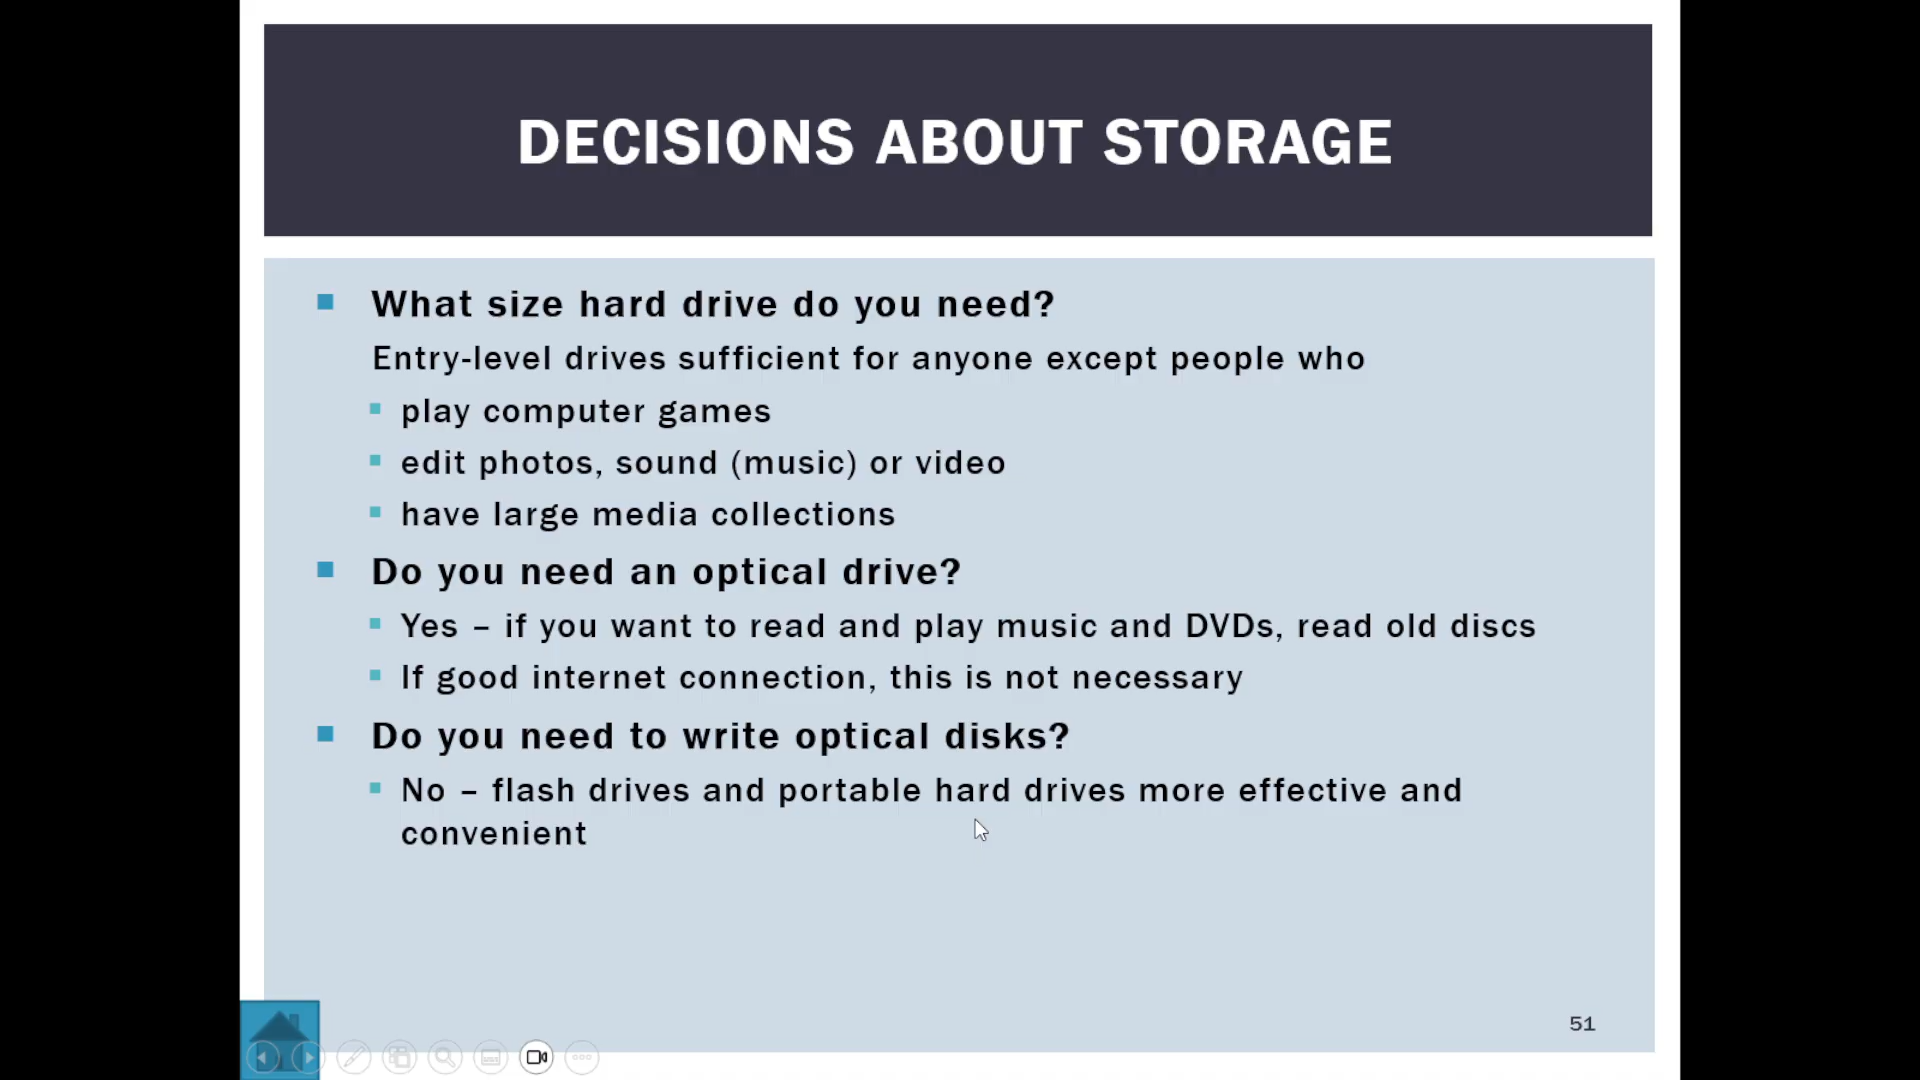 DECISIONS ABOUT STORAGE
What size hard drive do you need?
Entry-level drives sufficient for anyone except people who
play computer games
edit photos, sound (music) or video
have large media collections
Do you need an optical drive?
Yes – if you want to read and play music and DVDs, read old discs
If good internet connection, this is not necessary
Do you need to write optical disks?
No – flash drives and portable hard drives more effective and
convenient
51